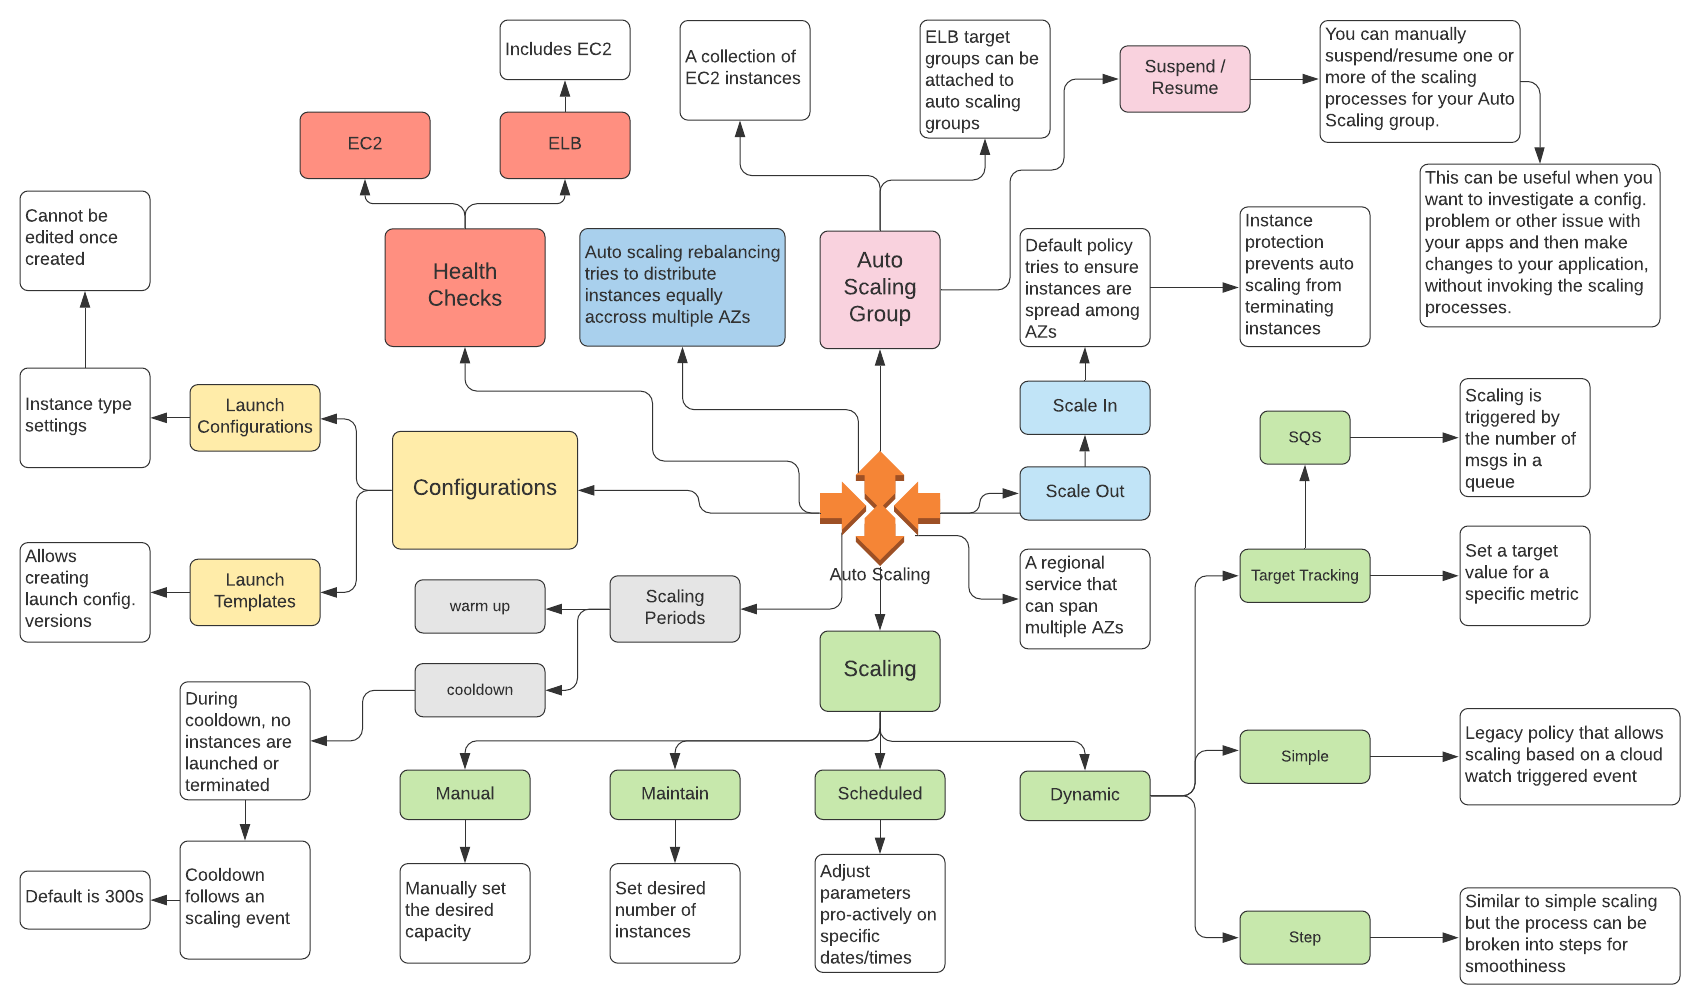 Includes EC2
A collection of
EC2 instances
ELB target
groups can be
attached to
auto scaling
groups
Suspend /
Resume
You can manually
suspend/resume one or
more of the scaling
processes for your Auto
Scaling group.
EC2
ELB
This can be useful when you
want to investigate a config.
problem or other issue with
your apps and then make
changes to your application,
without invoking the scaling
processes.
Cannot be
edited once
created
Health
Checks
Auto scaling rebalancing
tries to distribute
instances equally
accross multiple AZs
Auto
Scaling
Group
Default policy
tries to ensure
instances are
spread among
AZs
Instance
protection
prevents auto
scaling from
terminating
instances
Instance type
settings
Launch
Configurations
Scale In
SQS
Scaling is
triggered by
the number of
msgs in a
queue
Configurations
Scale Out
Allows
creating
launch config.
versions
Launch
Templates
warm up
Scaling
Periods
Auto Scaling
A regional
service that
can span
multiple AZs
Target Tracking
Set a target
value for a
specific metric
cooldown
Scaling
During
cooldown, no
instances are
launched or
terminated
Simple
Legacy policy that allows
scaling based on a cloud
watch triggered event
Manual
Maintain
Scheduled
Dynamic
Default is 300s
Cooldown
follows an
scaling event
Manually set
the desired
capacity
Set desired
number of
instances
Adjust
parameters
pro-actively on
specific
dates/times
Step
Similar to simple scaling
but the process can be
broken into steps for
smoothiness